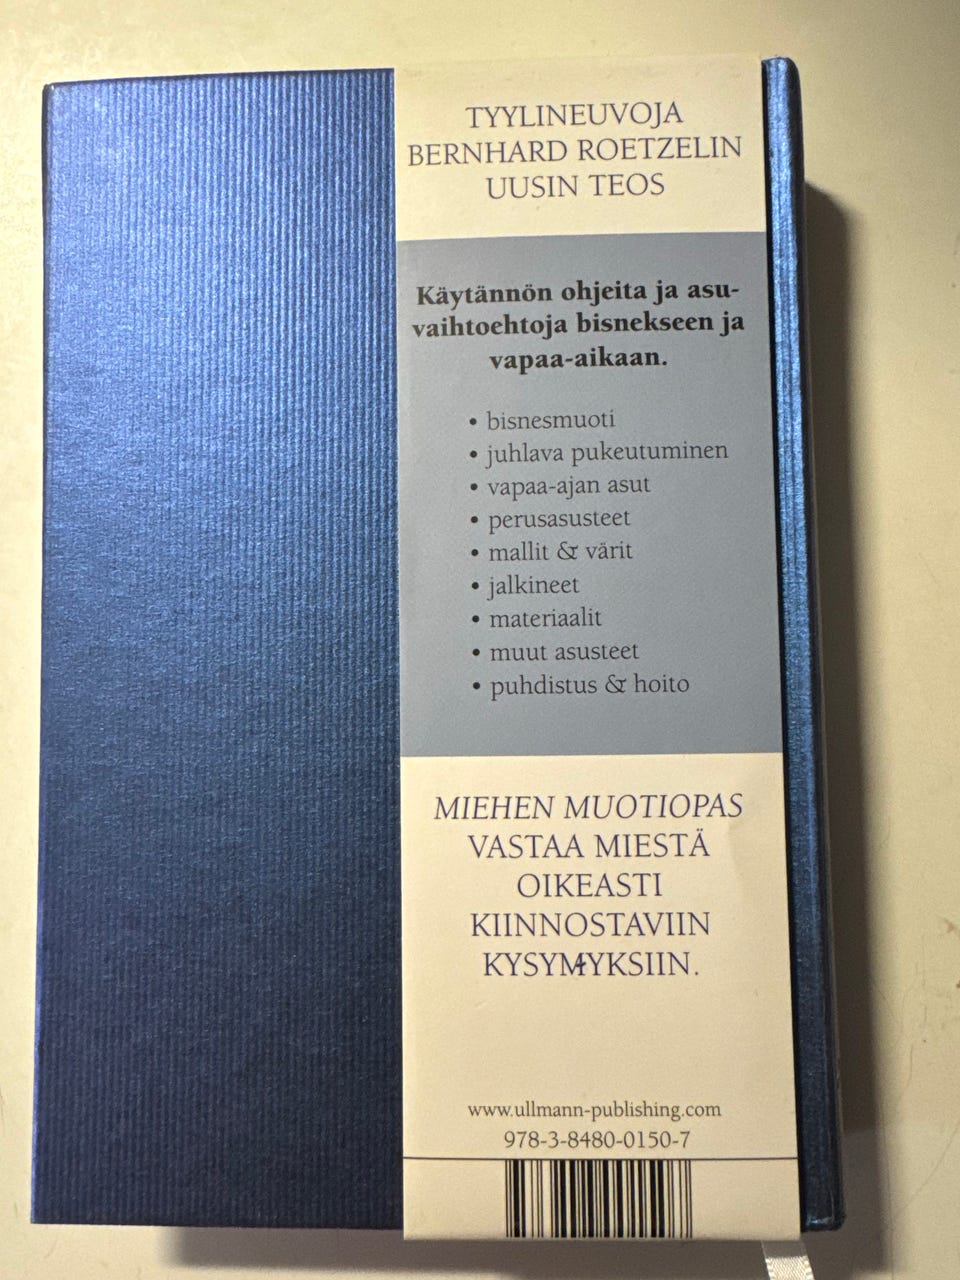 TYYLINEUVOJA
BERNHARD ROETZELIN
UUSIN TEOS
Käytännön ohjeita ja asu-
vaihtoehtoja bisnekseen ja
vapaa-aikaan.
• bisnesmuoti
• juhlava pukeutuminen
• vapaa-ajan asut
• perusasusteet
• mallit & värit
• jalkineet
• materiaalit
• muut asusteet
• puhdistus & hoito
MIEHEN MUOTIOPAS
VASTAA MIESTÄ
OIKEASTI
KIINNOSTAVIIN
KYSYMYKSIIN.
www.ullmann-publishing.com
978-3-8480-0150-7